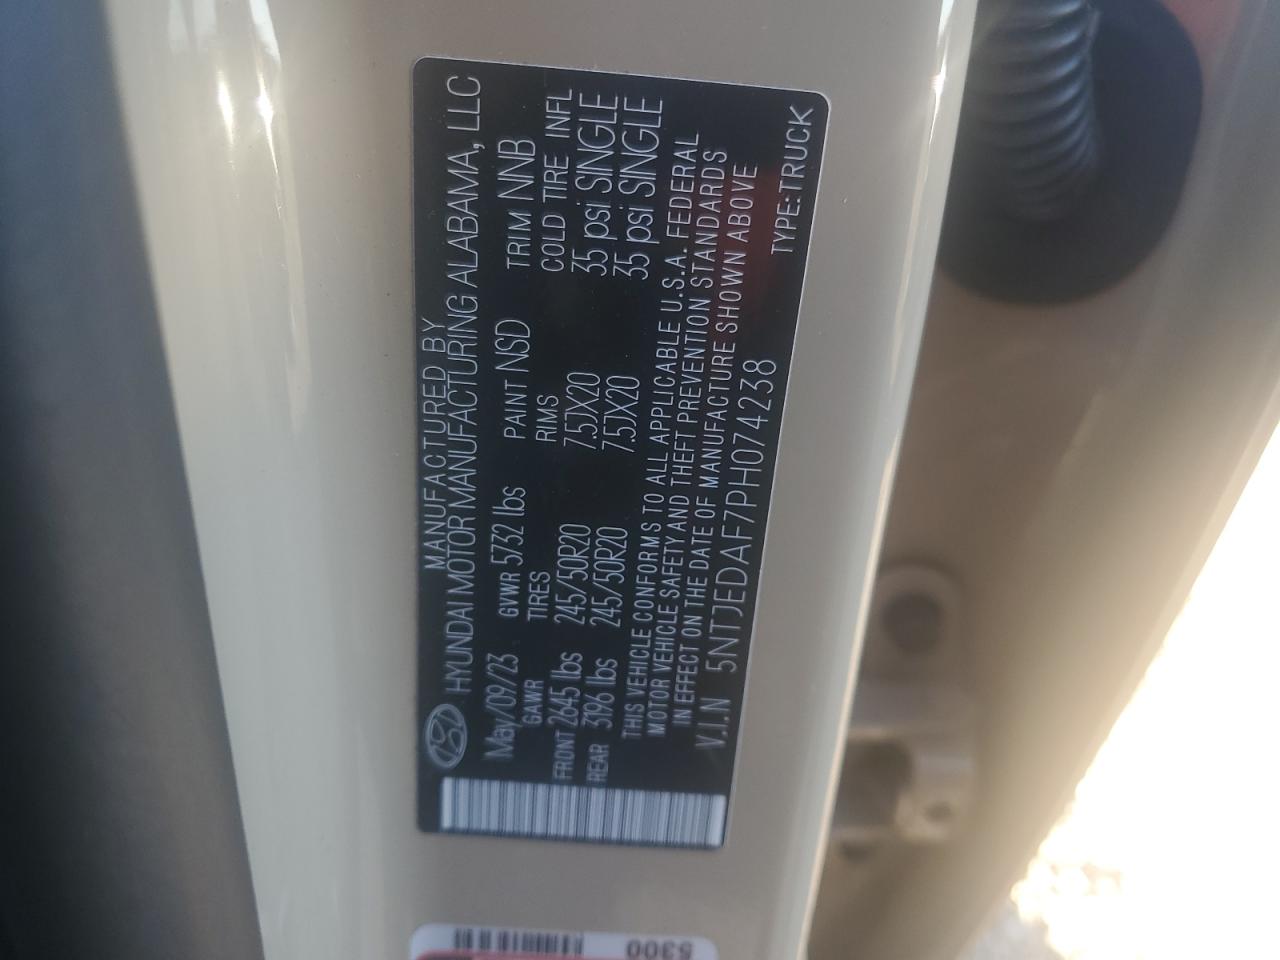 MANUFACTURED BY
HYUNDAI MOTOR MANUFACTURING ALABAMA, LLC
May/09/23 GVWR 5732 lbs PAINT NSD TRIM NNB
GAWR TIRES RIMS COLD TIRE INFL
FRONT 2645 lbs 245/50R20 7.5JX20 35 psi SINGLE
REAR 3196 lbs 245/50R20 7.5JX20 35 psi SINGLE
THIS VEHICLE CONFORMS TO ALL APPLICABLE U.S.A. FEDERAL
MOTOR VEHICLE SAFETY AND THEFT PREVENTION STANDARDS
IN EFFECT ON THE DATE OF MANUFACTURE SHOWN ABOVE
V.I.N 5NTJEDAF7PH074238 TYPE:TRUCK
5300